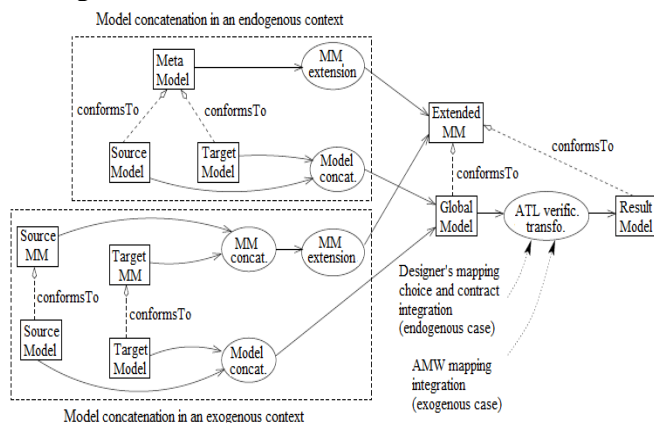 Model concatenation in an endogenous context
Meta
Model
MM
extension
conformsTo
conformsTo
Source
Model
Target
Model
Model
concat.
Extended
MM
conformsTo
Global
Model
ATL verific.
transfo.
Result
Model
Source
MM
Target
MM
MM
concat.
MM
extension
conformsTo
conformsTo
Source
Model
Target
Model
Model
concat.
Designer's mapping
choice and contract
integration
(endogenous case)
AMW mapping
integration
(exogenous case)
Model concatenation in an exogenous context